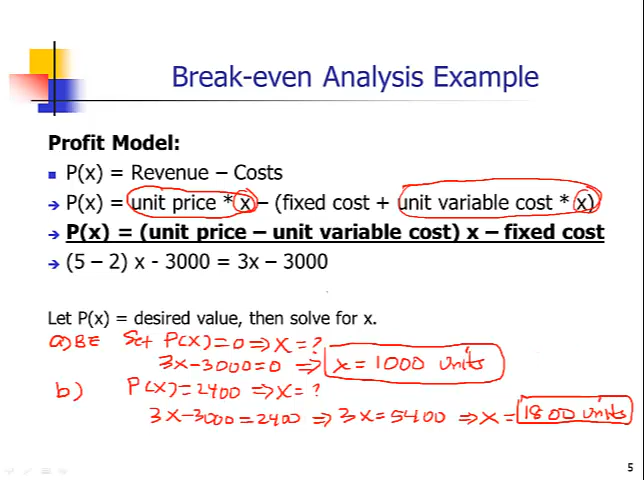 Break-even Analysis Example
Profit Model:
P(x) = Revenue – Costs
P(x) = unit price * x – (fixed cost + unit variable cost * x)
P(x) = (unit price – unit variable cost) x – fixed cost
(5 – 2) x - 3000 = 3x – 3000
Let P(x) = desired value, then solve for x.
a) BE Set P(X)=0 ⇒ X=?
3X-3000=0 ⇒ X=1000 units
b) P(X)=2400 ⇒ X=?
3X-3000=2400 ⇒ 3X=5400 ⇒ X= 1800 units
5